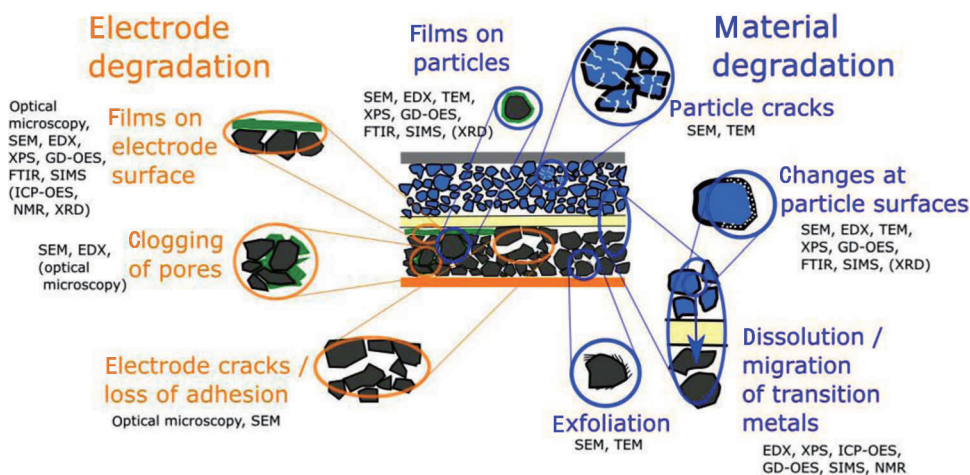 Electrode
degradation
Films on
particles
Material
degradation
SEM, EDX, TEM,
XPS, GD-OES,
FTIR, SIMS, (XRD)
Particle cracks
SEM, TEM
Optical
microscopy,
SEM, EDX,
XPS, GD-OES,
FTIR, SIMS
(ICP-OES,
NMR, XRD)
Films on
electrode
surface
Changes at
particle surfaces
SEM, EDX, TEM,
XPS, GD-OES,
FTIR, SIMS, (XRD)
SEM, EDX,
(optical
microscopy)
Clogging
of pores
Electrode cracks /
loss of adhesion
Optical microscopy, SEM
Exfoliation
SEM, TEM
Dissolution /
migration
of transition
metals
EDX, XPS, ICP-OES,
GD-OES, SIMS, NMR